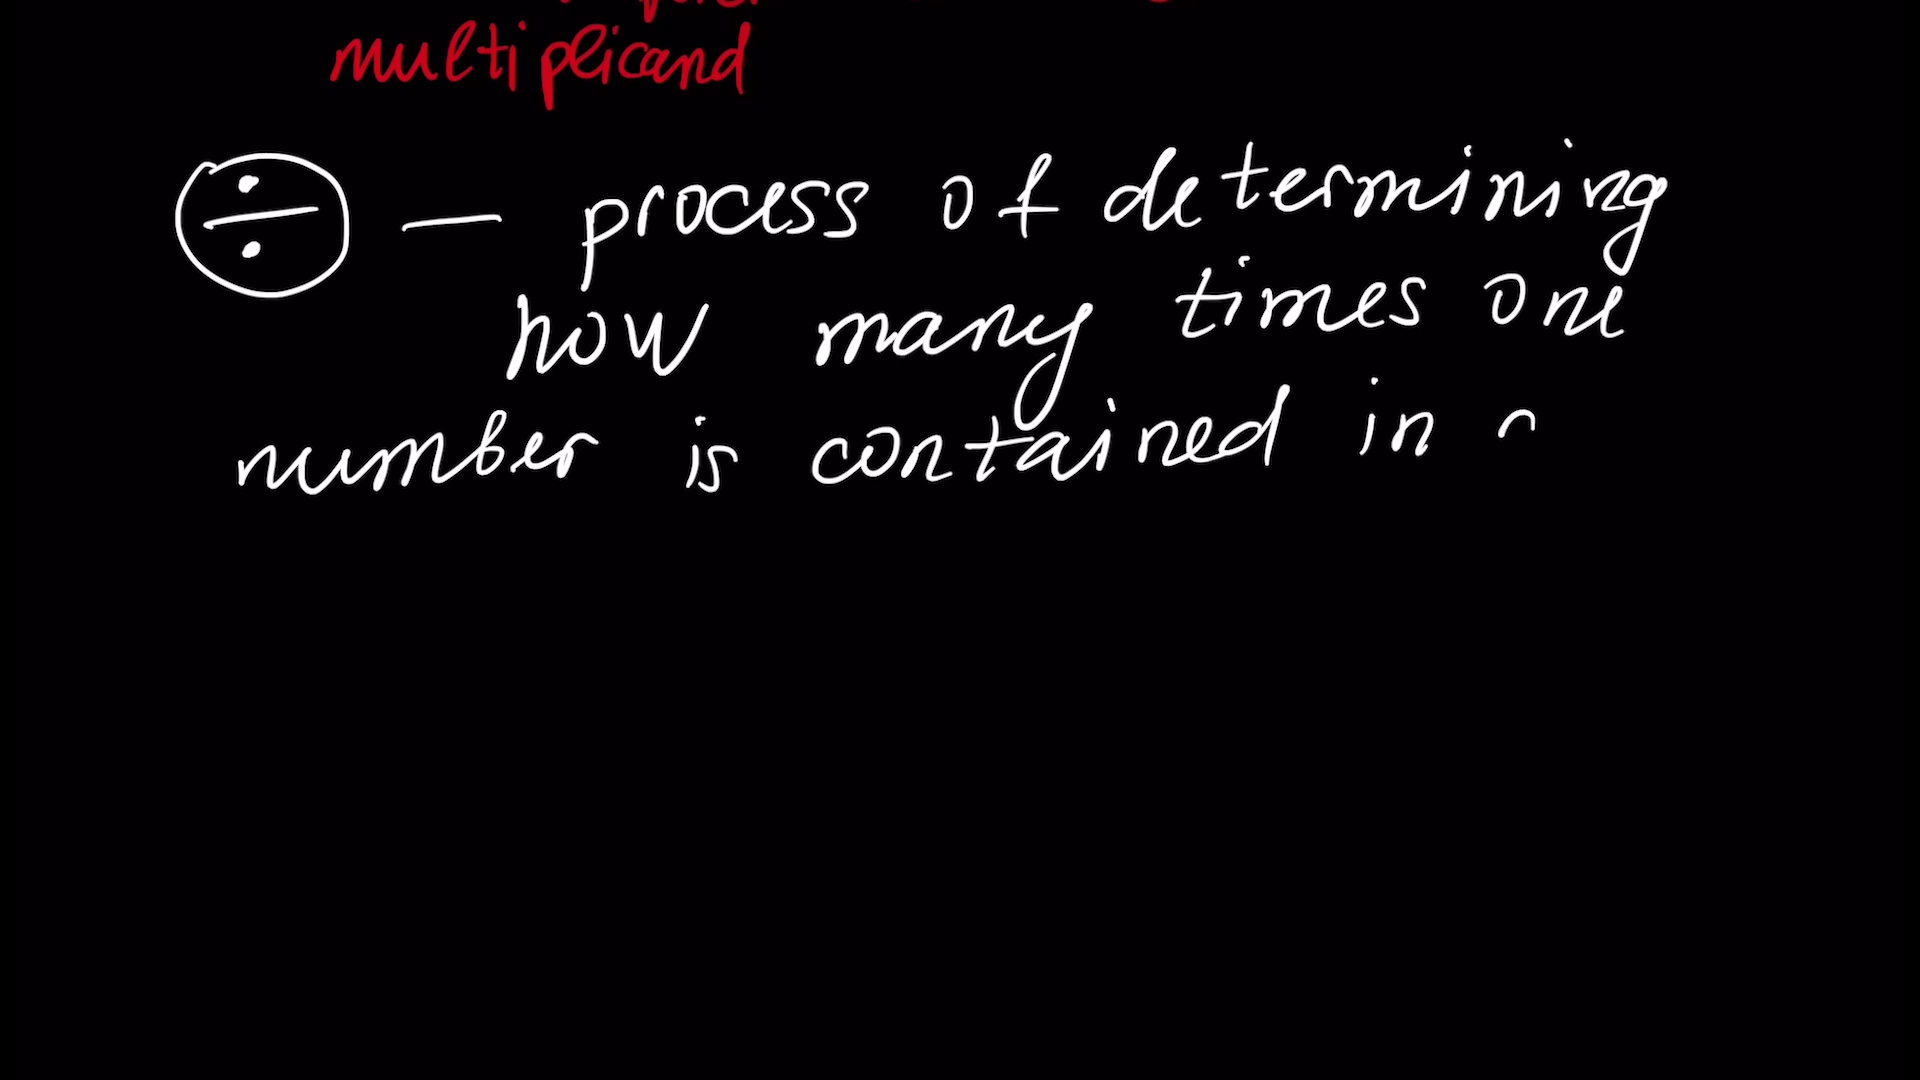 multiplicand
÷ — process of determining
how many times one
number is contained in